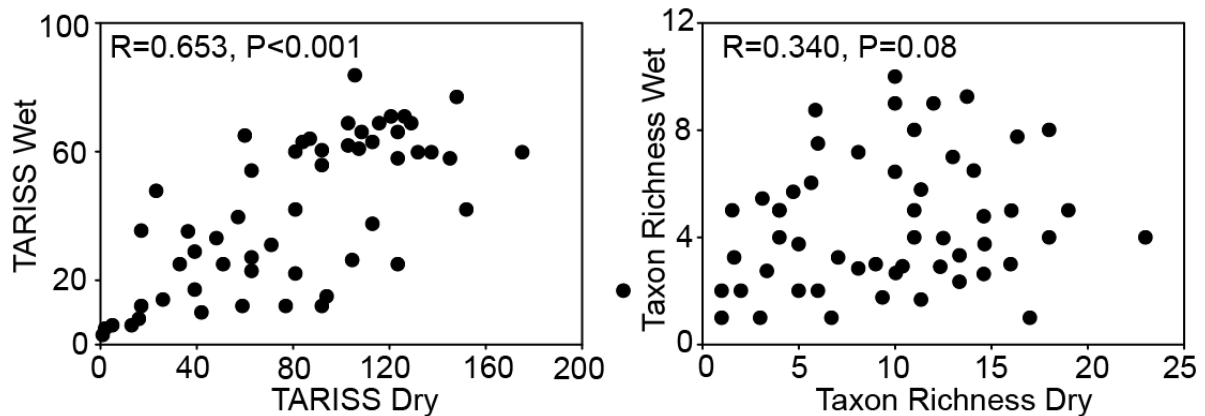 R=0.653, P<0.001
TARISS Wet
100
60
20
0
0 40 80 120 160 200
TARISS Dry
R=0.340, P=0.08
Taxon Richness Wet
12
8
4
0
0 5 10 15 20 25
Taxon Richness Dry